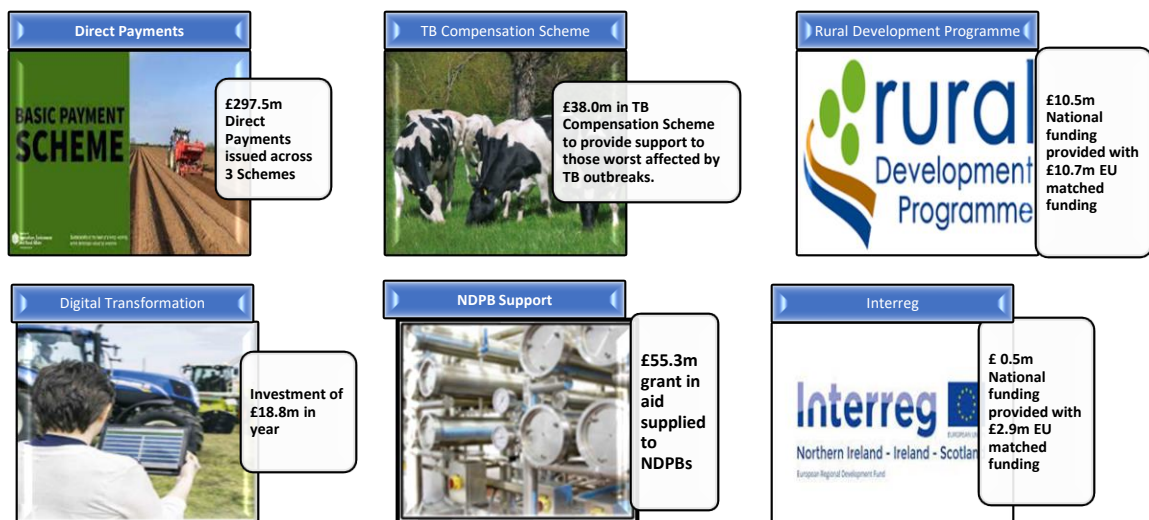 Direct Payments
BASIC PAYMENT
SCHEME
£297.5m
Direct
Payments
issued across
3 Schemes
TB Compensation Scheme
£38.0m in TB
Compensation Scheme
to provide support to
those worst affected by
TB outbreaks.
Rural Development Programme
rural
Development
Programme
£10.5m
National
funding
provided with
£10.7m EU
matched
funding
Digital Transformation
Investment of
£18.8m in
year
NDPB Support
£55.3m
grant in
aid
supplied
to
NDPBs
Interreg
Interreg
EUROPEAN UN
Northern Ireland - Ireland - Scotlan
European Regional Development Fund
£ 0.5m
National
funding
provided with
£2.9m EU
matched
funding